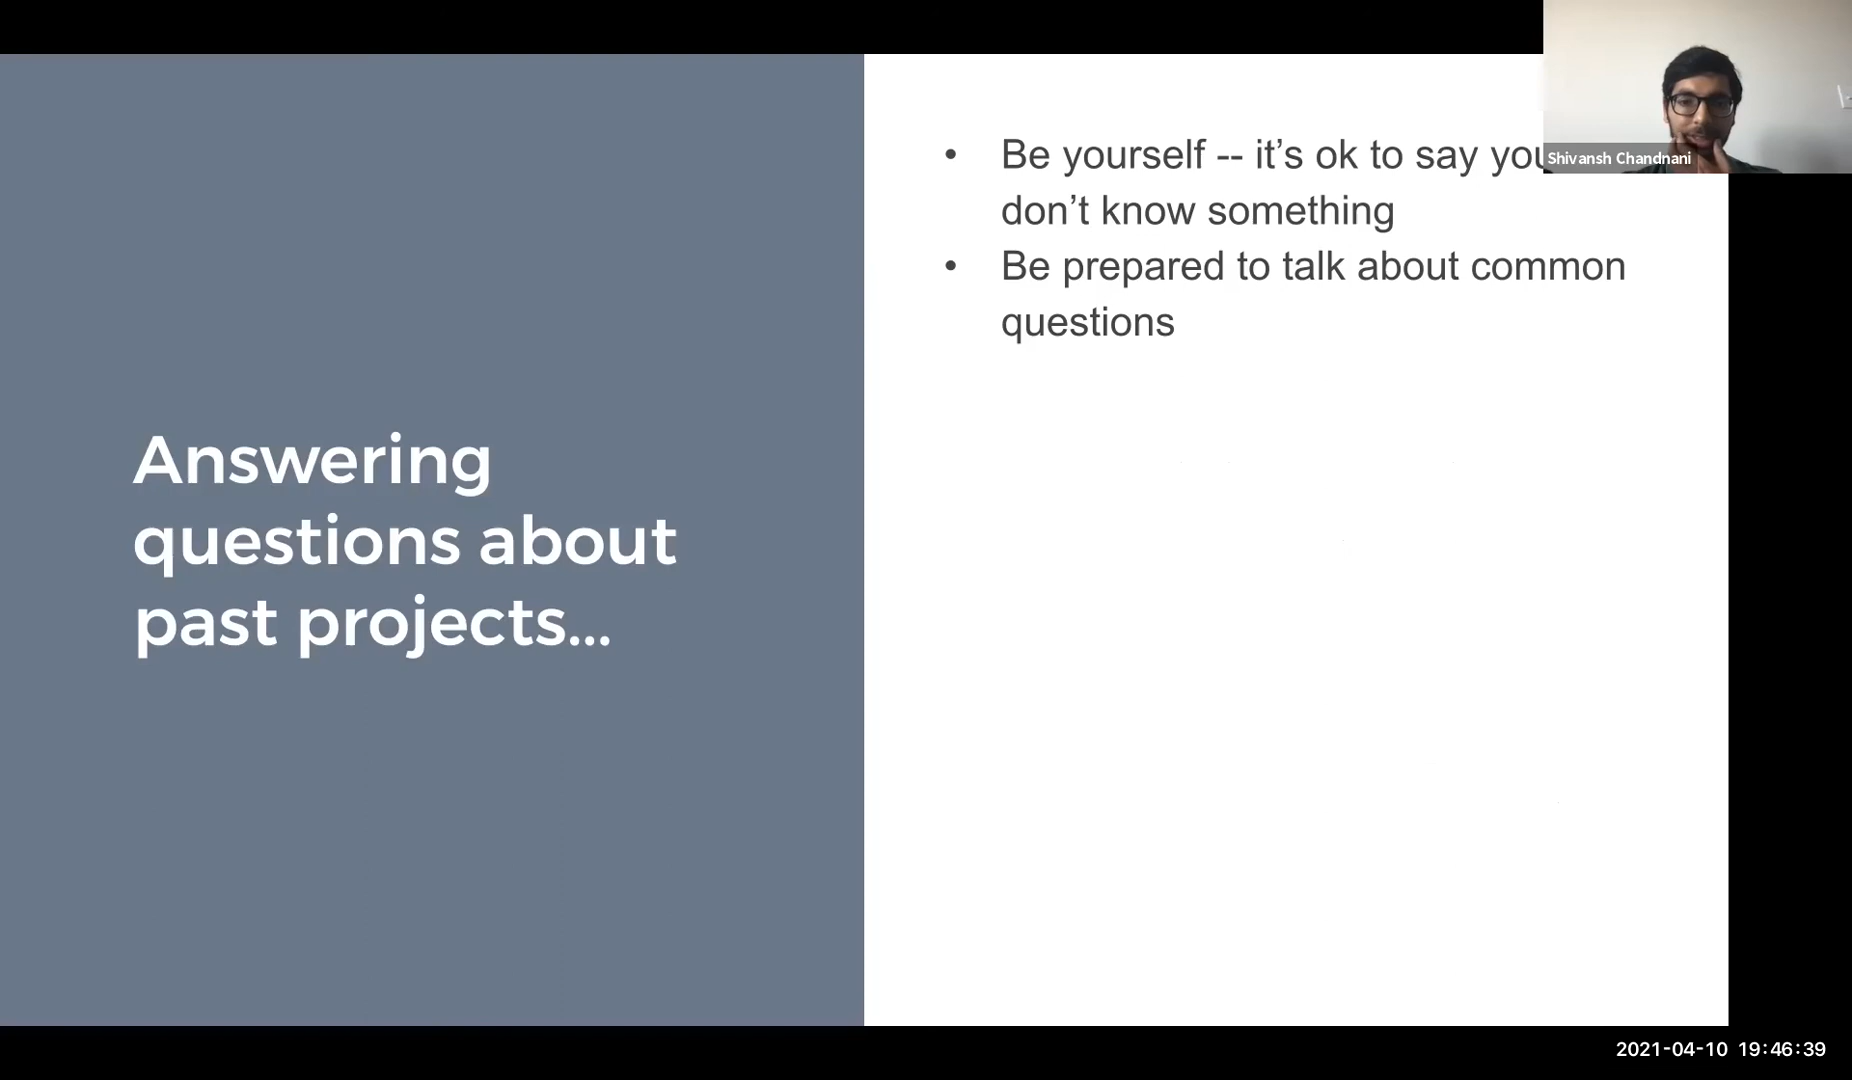 Answering
questions about
past projects...
• Be yourself -- it’s ok to say you
don’t know something
• Be prepared to talk about common
questions
Shivansh Chandnani
2021-04-10 19:46:39